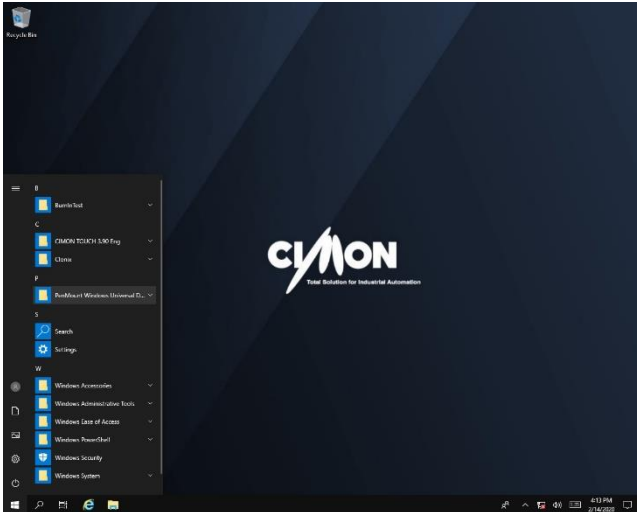 Recycle Bin
B
BurnInTest
C
CIMON TOUCH 3.90 Eng
Clonix
P
PenMount Windows Universal D...
S
Search
Settings
W
Windows Accessories
Windows Administrative Tools
Windows Ease of Access
Windows PowerShell
Windows Security
Windows System
CIMON
Total Solution for Industrial Automation
4:13 PM
2/14/2020